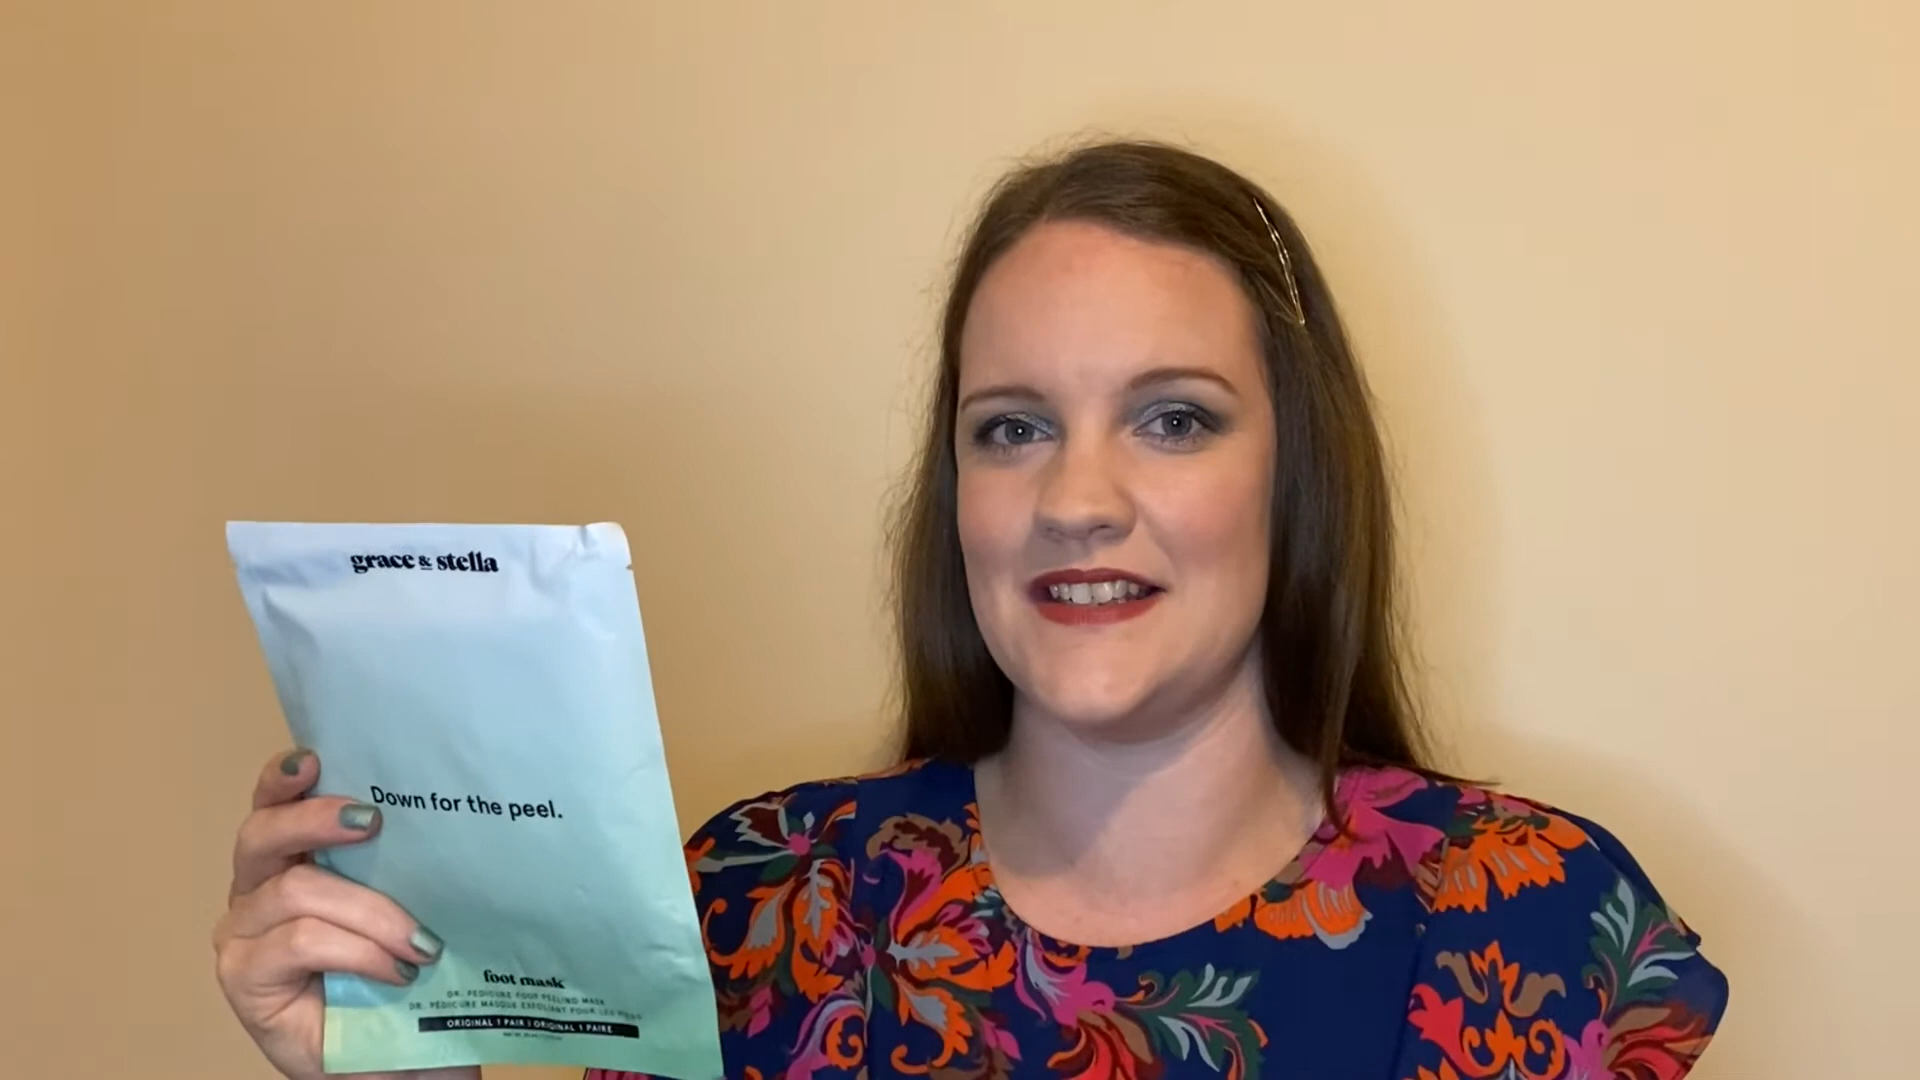 grace & stella
Down for the peel.
foot mask
DR. PEDICURE FOOT PEELING MASK
DR. PÉDICURE MASQUE EXFOLIANT POUR LES PIEDS
ORIGINAL 1 PAIR | ORIGINAL 1 PAIRE